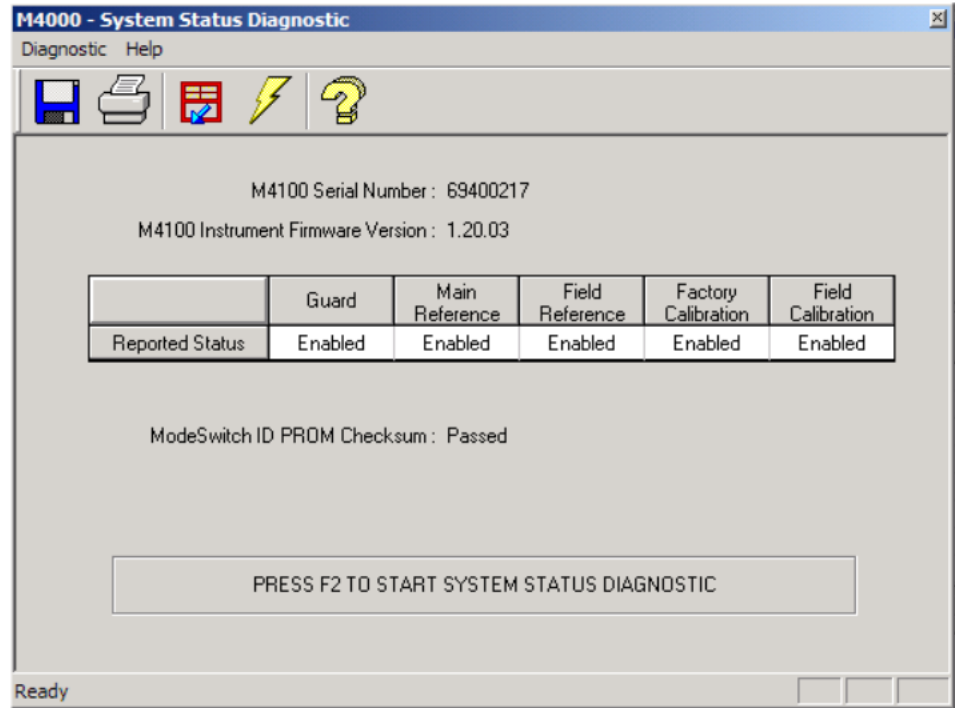 M4000 - System Status Diagnostic
Diagnostic Help
M4100 Serial Number : 69400217
M4100 Instrument Firmware Version : 1.20.03
Guard Main Reference Field Reference Factory Calibration Field Calibration
Reported Status Enabled Enabled Enabled Enabled Enabled
ModeSwitch ID PROM Checksum : Passed
PRESS F2 TO START SYSTEM STATUS DIAGNOSTIC
Ready